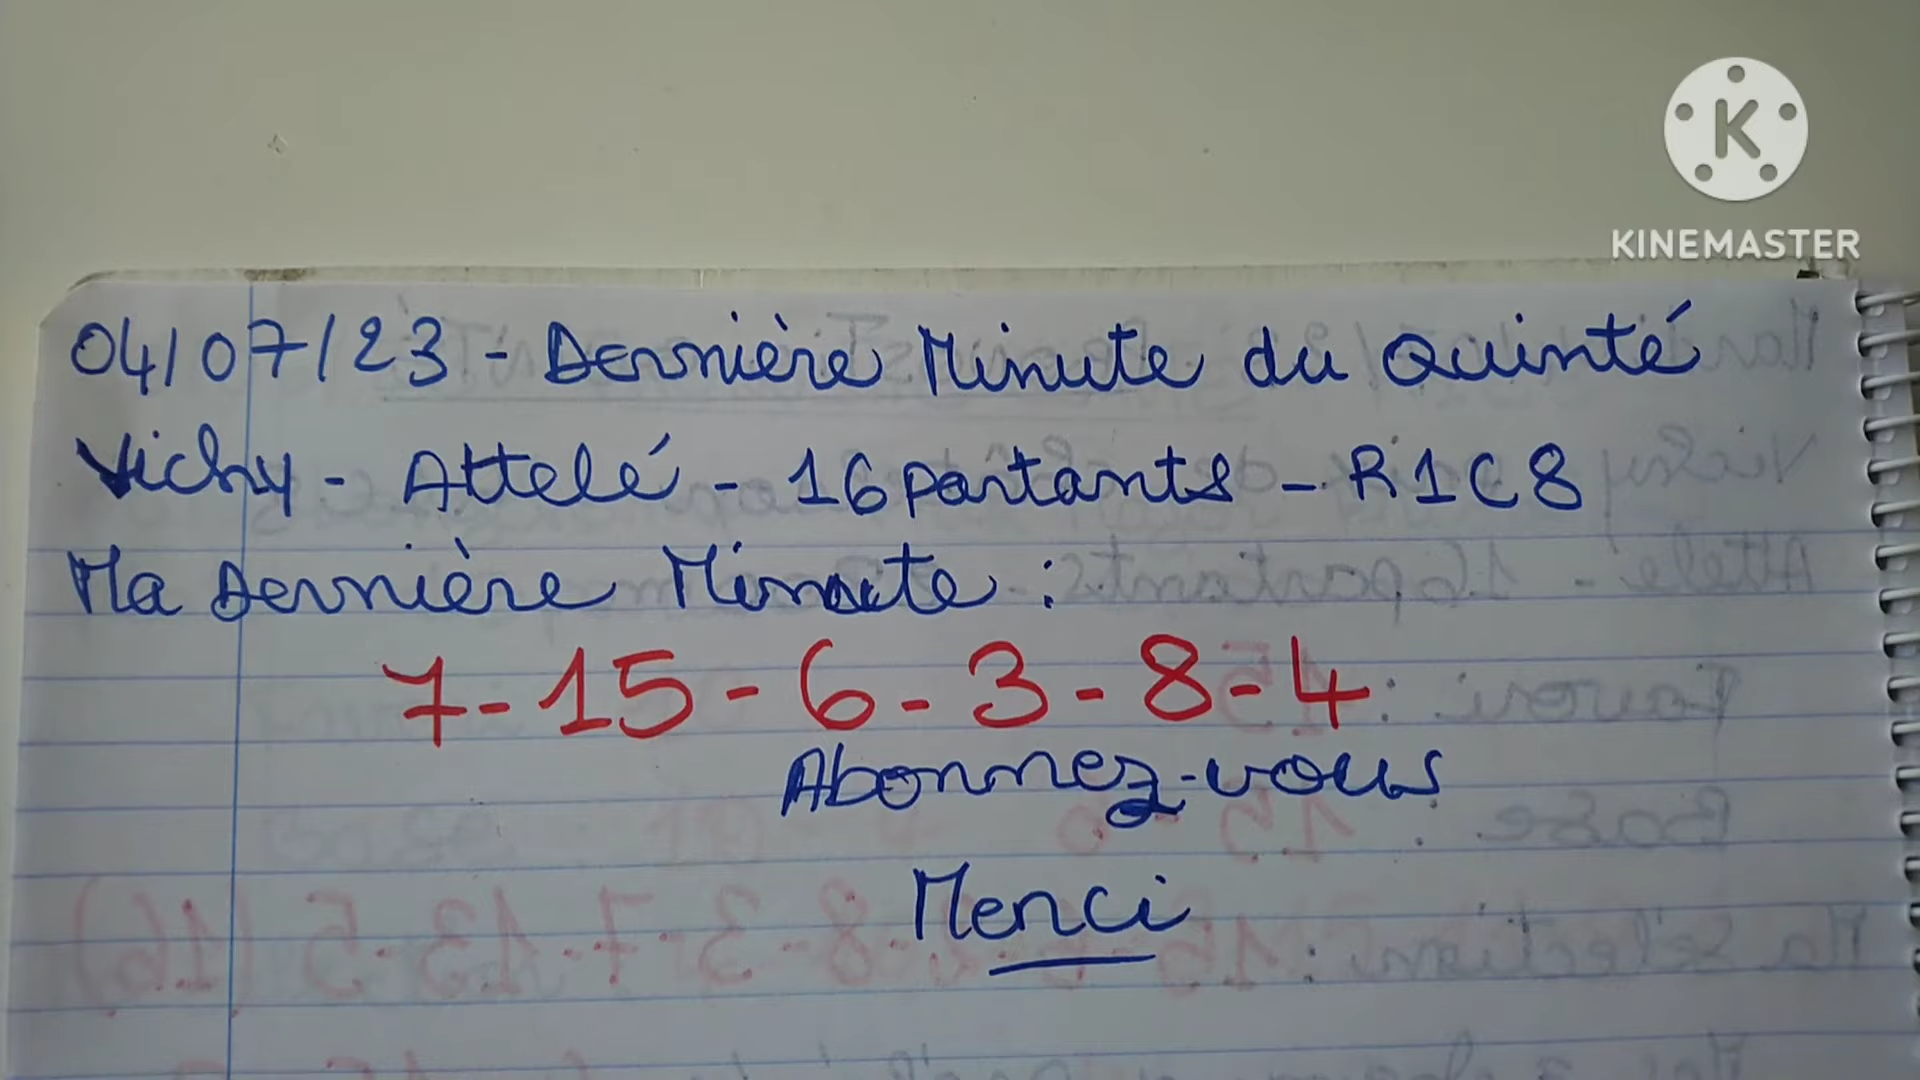 K
KINEMASTER
04/07/23 - Dernière Minute du Quinté
Vichy - Attelé - 16 partants - R1C8
Ma Dernière Minute :
7 - 15 - 6 - 3 - 8 - 4
Abonnez-vous
Merci